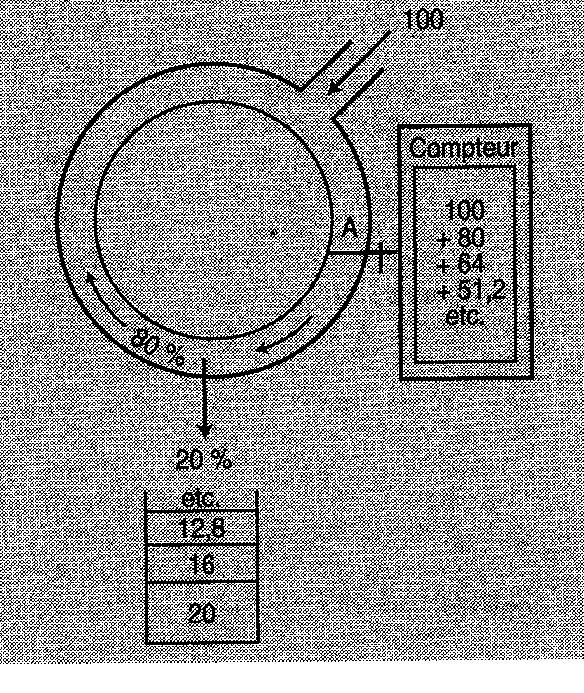 100
Compteur
100
+ 80
+ 64
+ 51,2
etc.
A
80 %
20 %
etc.
12,8
16
20